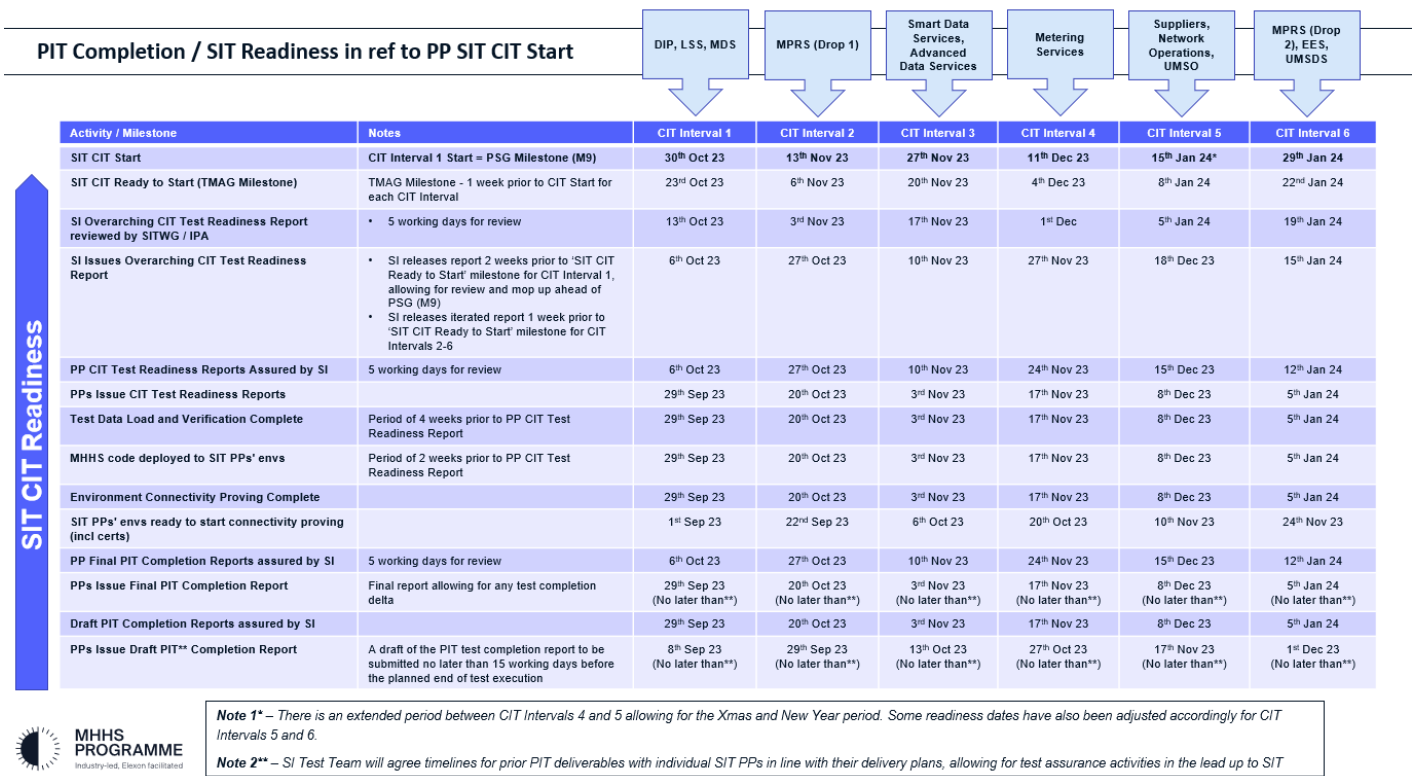 PIT Completion / SIT Readiness in ref to PP SIT CIT Start
DIP, LSS, MDS
MPRS (Drop 1)
Smart Data
Services,
Advanced
Data Services
Metering
Services
Suppliers,
Network
Operations,
UMSO
MPRS (Drop
2), EES,
UMSDS
Activity / Milestone Notes CIT Interval 1 CIT Interval 2 CIT Interval 3 CIT Interval 4 CIT Interval 5 CIT Interval 6
SIT CIT Start CIT Interval 1 Start = PSG Milestone (M9) 30th Oct 23 13th Nov 23 27th Nov 23 11th Dec 23 15th Jan 24* 29th Jan 24
SIT CIT Ready to Start (TMAG Milestone) TMAG Milestone - 1 week prior to CIT Start for 23rd Oct 23 6th Nov 23 20th Nov 23 4th Dec 23 8th Jan 24 22nd Jan 24
each CIT Interval
SI Overarching CIT Test Readiness Report • 5 working days for review 13th Oct 23 3rd Nov 23 17th Nov 23 1st Dec 5th Jan 24 19th Jan 24
reviewed by SITWG / IPA
SI Issues Overarching CIT Test Readiness • SI releases report 2 weeks prior to ‘SIT CIT 6th Oct 23 27th Oct 23 10th Nov 23 27th Nov 23 18th Dec 23 15th Jan 24
Report Ready to Start’ milestone for CIT Interval 1,
allowing for review and mop up ahead of
PSG (M9)
• SI releases iterated report 1 week prior to
‘SIT CIT Ready to Start’ milestone for CIT
Intervals 2-6
PP CIT Test Readiness Reports Assured by SI 5 working days for review 6th Oct 23 27th Oct 23 10th Nov 23 24th Nov 23 15th Dec 23 12th Jan 24
PPs Issue CIT Test Readiness Reports 29th Sep 23 20th Oct 23 3rd Nov 23 17th Nov 23 8th Dec 23 5th Jan 24
Test Data Load and Verification Complete Period of 4 weeks prior to PP CIT Test 29th Sep 23 20th Oct 23 3rd Nov 23 17th Nov 23 8th Dec 23 5th Jan 24
Readiness Report
MHHS code deployed to SIT PPs' envs Period of 2 weeks prior to PP CIT Test 29th Sep 23 20th Oct 23 3rd Nov 23 17th Nov 23 8th Dec 23 5th Jan 24
Readiness Report
Environment Connectivity Proving Complete 29th Sep 23 20th Oct 23 3rd Nov 23 17th Nov 23 8th Dec 23 5th Jan 24
SIT PPs' envs ready to start connectivity proving 1st Sep 23 22nd Sep 23 6th Oct 23 20th Oct 23 10th Nov 23 24th Nov 23
(incl certs)
PP Final PIT Completion Reports assured by SI 5 working days for review 6th Oct 23 27th Oct 23 10th Nov 23 24th Nov 23 15th Dec 23 12th Jan 24
PPs Issue Final PIT Completion Report Final report allowing for any test completion 29th Sep 23 20th Oct 23 3rd Nov 23 17th Nov 23 8th Dec 23 5th Jan 24
delta (No later than**) (No later than**) (No later than**) (No later than**) (No later than**) (No later than**)
Draft PIT Completion Reports assured by SI 29th Sep 23 20th Oct 23 3rd Nov 23 17th Nov 23 8th Dec 23 5th Jan 24
PPs Issue Draft PIT** Completion Report A draft of the PIT test completion report to be 8th Sep 23 29th Sep 23 13th Oct 23 27th Oct 23 17th Nov 23 1st Dec 23
submitted no later than 15 working days before (No later than**) (No later than**) (No later than**) (No later than**) (No later than**) (No later than**)
the planned end of test execution
SIT CIT Readiness
MHHS
PROGRAMME
Industry-led, Elexon facilitated
Note 1* – There is an extended period between CIT Intervals 4 and 5 allowing for the Xmas and New Year period. Some readiness dates have also been adjusted accordingly for CIT
Intervals 5 and 6.
Note 2** – SI Test Team will agree timelines for prior PIT deliverables with individual SIT PPs in line with their delivery plans, allowing for test assurance activities in the lead up to SIT